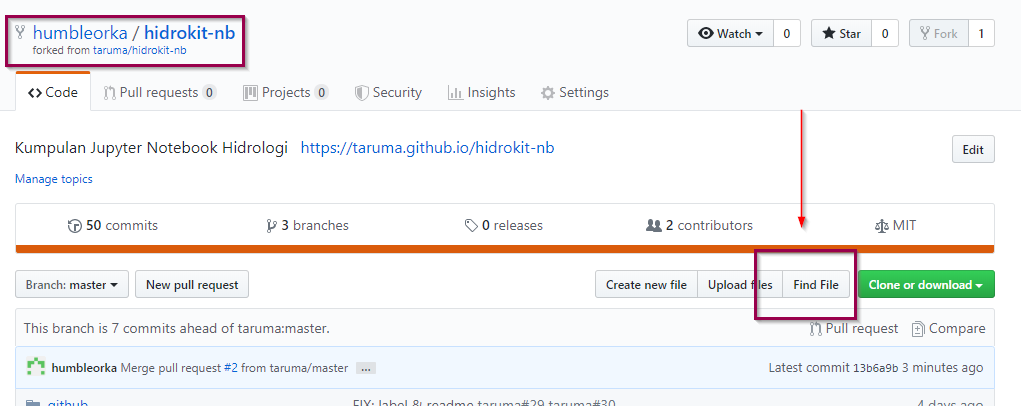 humbleorka / hidrokit-nb
forked from taruma/hidrokit-nb
Watch 0 Star 0 Fork 1
Code Pull requests 0 Projects 0 Security Insights Settings
Kumpulan Jupyter Notebook Hidrologi https://taruma.github.io/hidrokit-nb
Edit
Manage topics
50 commits 3 branches 0 releases 2 contributors MIT
Branch: master New pull request Create new file Upload files Find File Clone or download
This branch is 7 commits ahead of taruma:master. Pull request Compare
humbleorka Merge pull request #2 from taruma/master ... Latest commit 13b6a9b 3 minutes ago
.github FIX: label & readme taruma#29 taruma#30 4 days ago